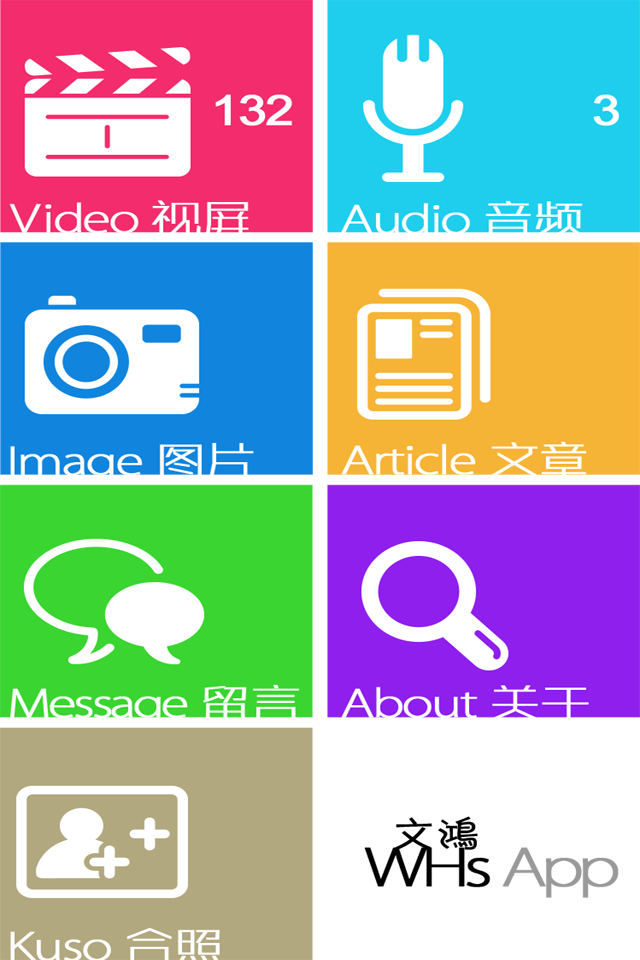 132
Video 视屏
3
Audio 音频
Image 图片
Article 文章
Message 留言
About 关于
Kuso 合照
文鴻
WHs App